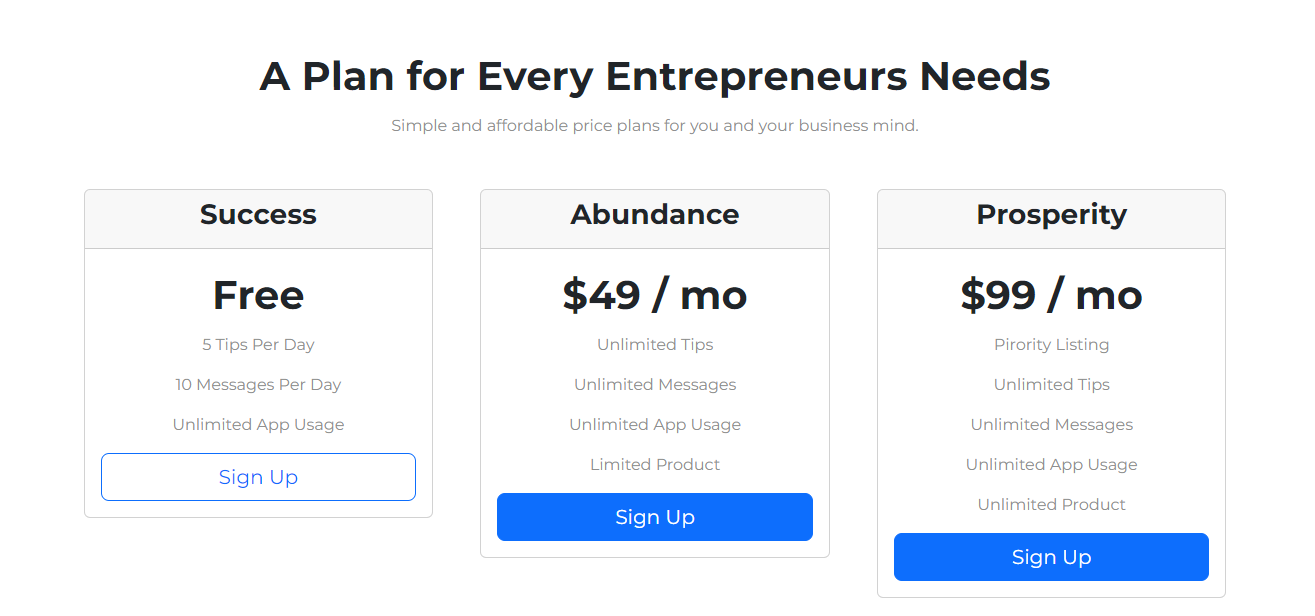 A Plan for Every Entrepreneurs Needs
Simple and affordable price plans for you and your business mind.
Success
Free
5 Tips Per Day
10 Messages Per Day
Unlimited App Usage
Sign Up
Abundance
$49 / mo
Unlimited Tips
Unlimited Messages
Unlimited App Usage
Limited Product
Sign Up
Prosperity
$99 / mo
Pirority Listing
Unlimited Tips
Unlimited Messages
Unlimited App Usage
Unlimited Product
Sign Up